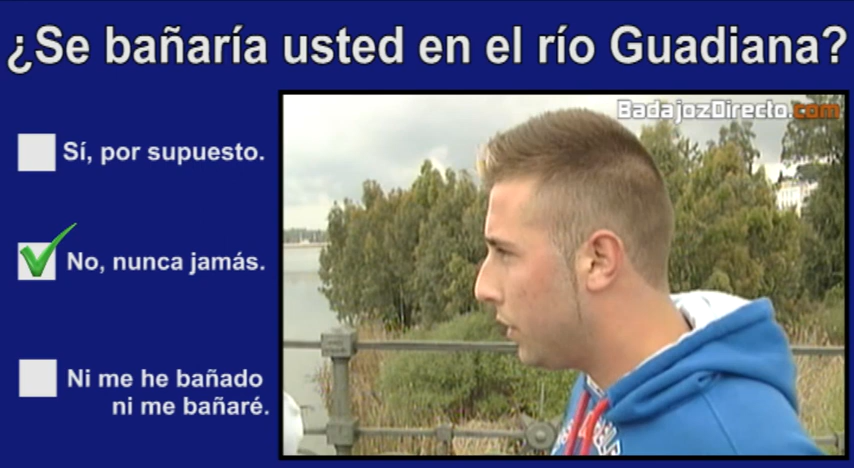 ¿Se bañaría usted en el río Guadiana?
BadajozDirecto.com
Sí, por supuesto.
No, nunca jamás.
Ni me he bañado
ni me bañaré.